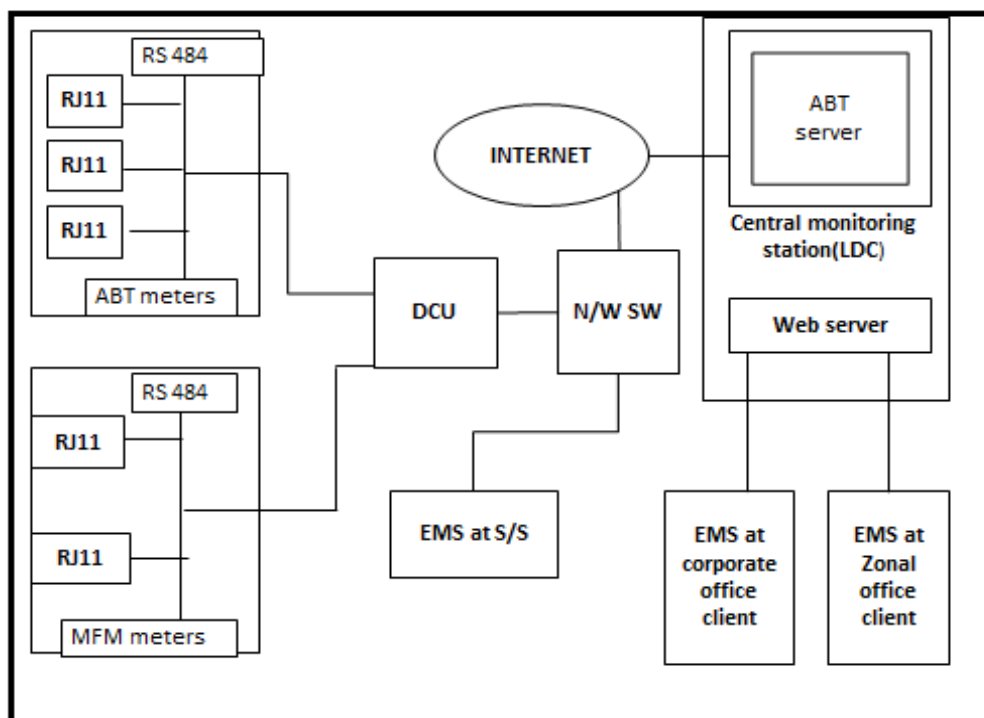 RS 484
RJ11
RJ11
RJ11
ABT meters
RS 484
RJ11
RJ11
MFM meters
DCU
INTERNET
N/W SW
EMS at S/S
ABT
server
Central monitoring
station(LDC)
Web server
EMS at
corporate
office
client
EMS at
Zonal
office
client